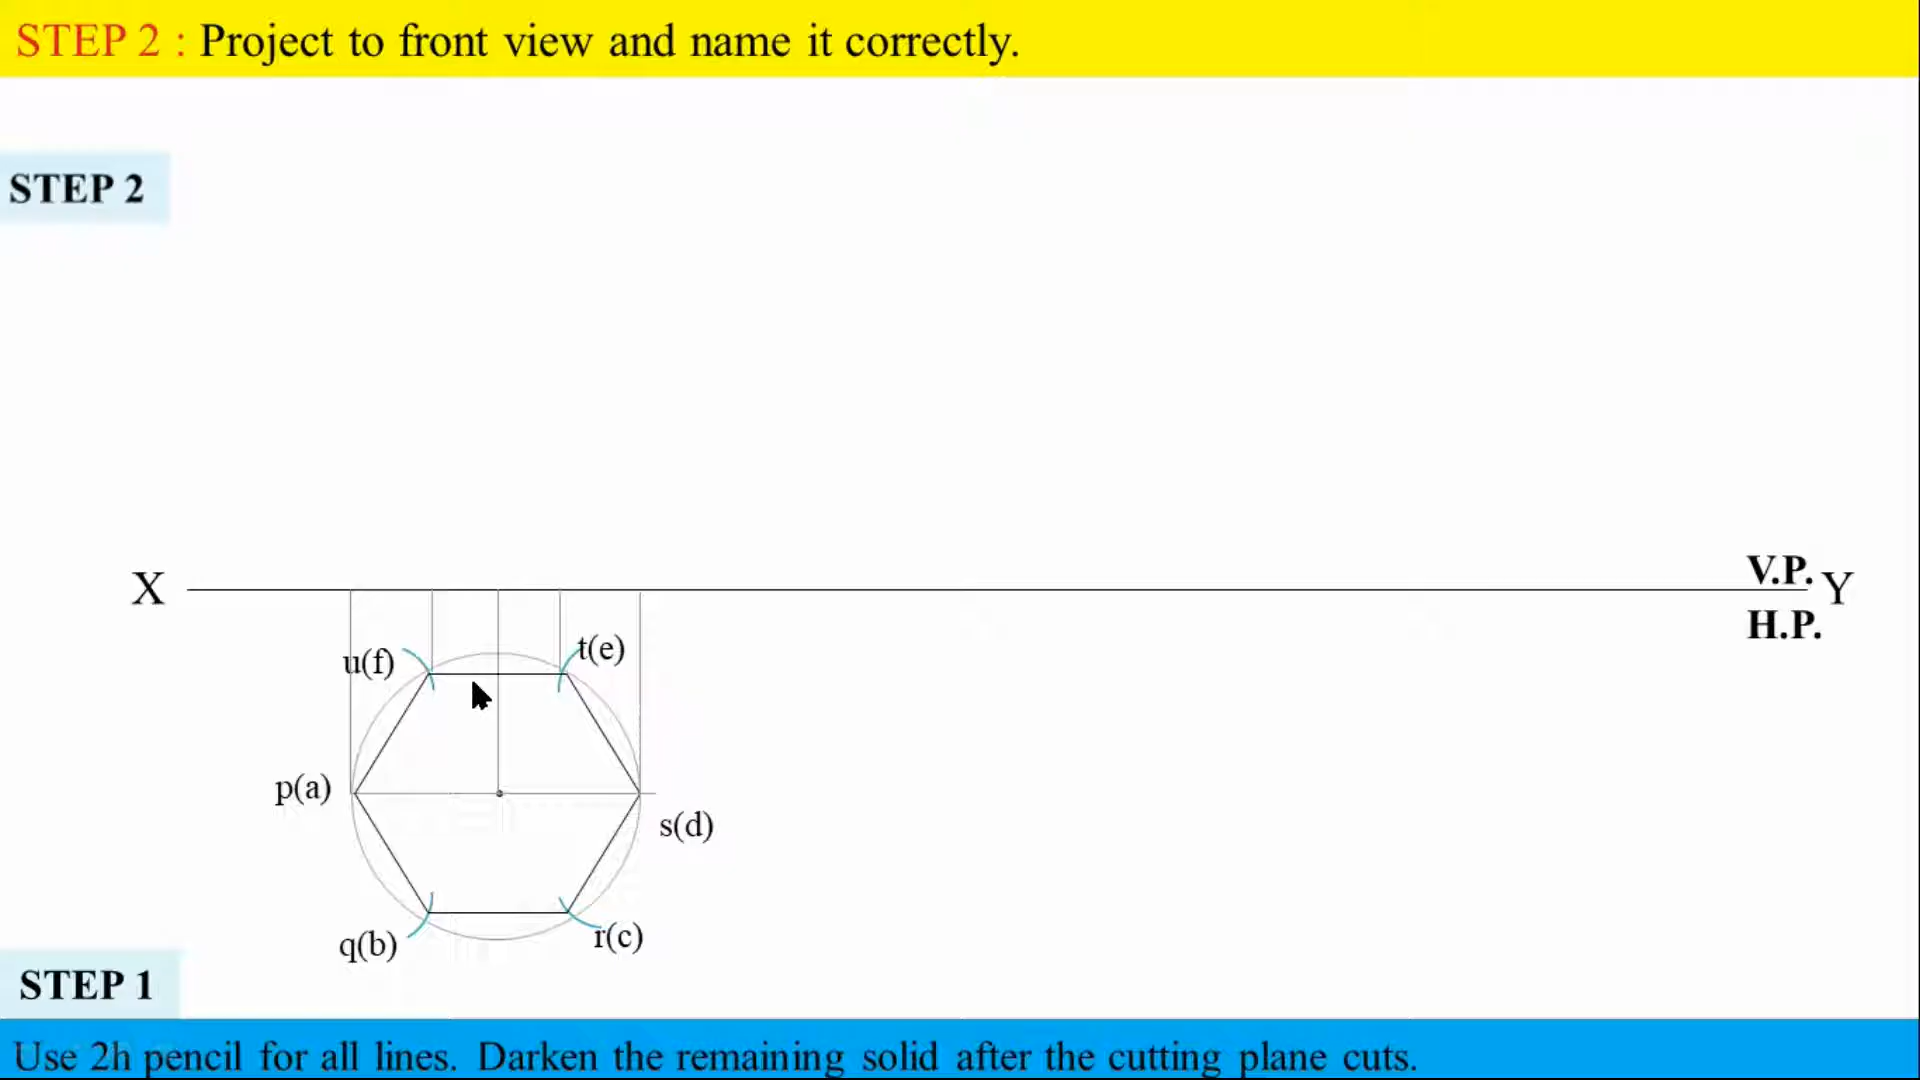 STEP 2 : Project to front view and name it correctly.
STEP 2
V.P.
X
Y
H.P.
u(f)
t(e)
p(a)
s(d)
q(b)
r(c)
STEP 1
Use 2h pencil for all lines. Darken the remaining solid after the cutting plane cuts.